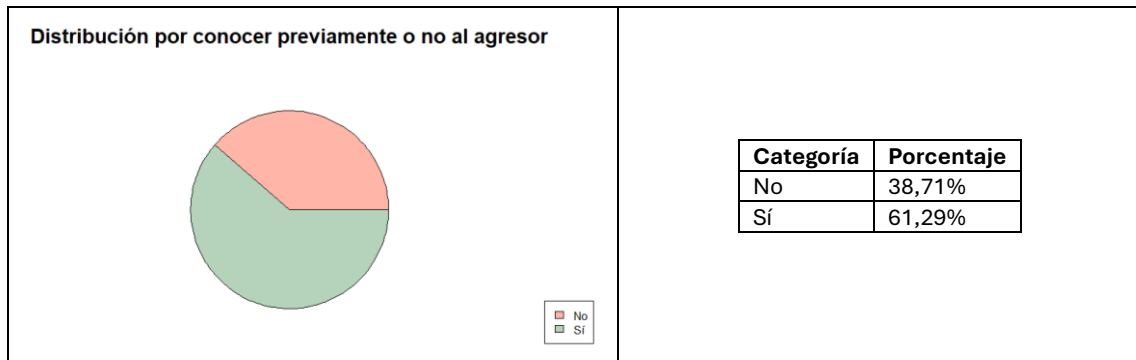 Distribución por conocer previamente o no al agresor
No
Sí
Categoría Porcentaje
No 38,71%
Sí 61,29%